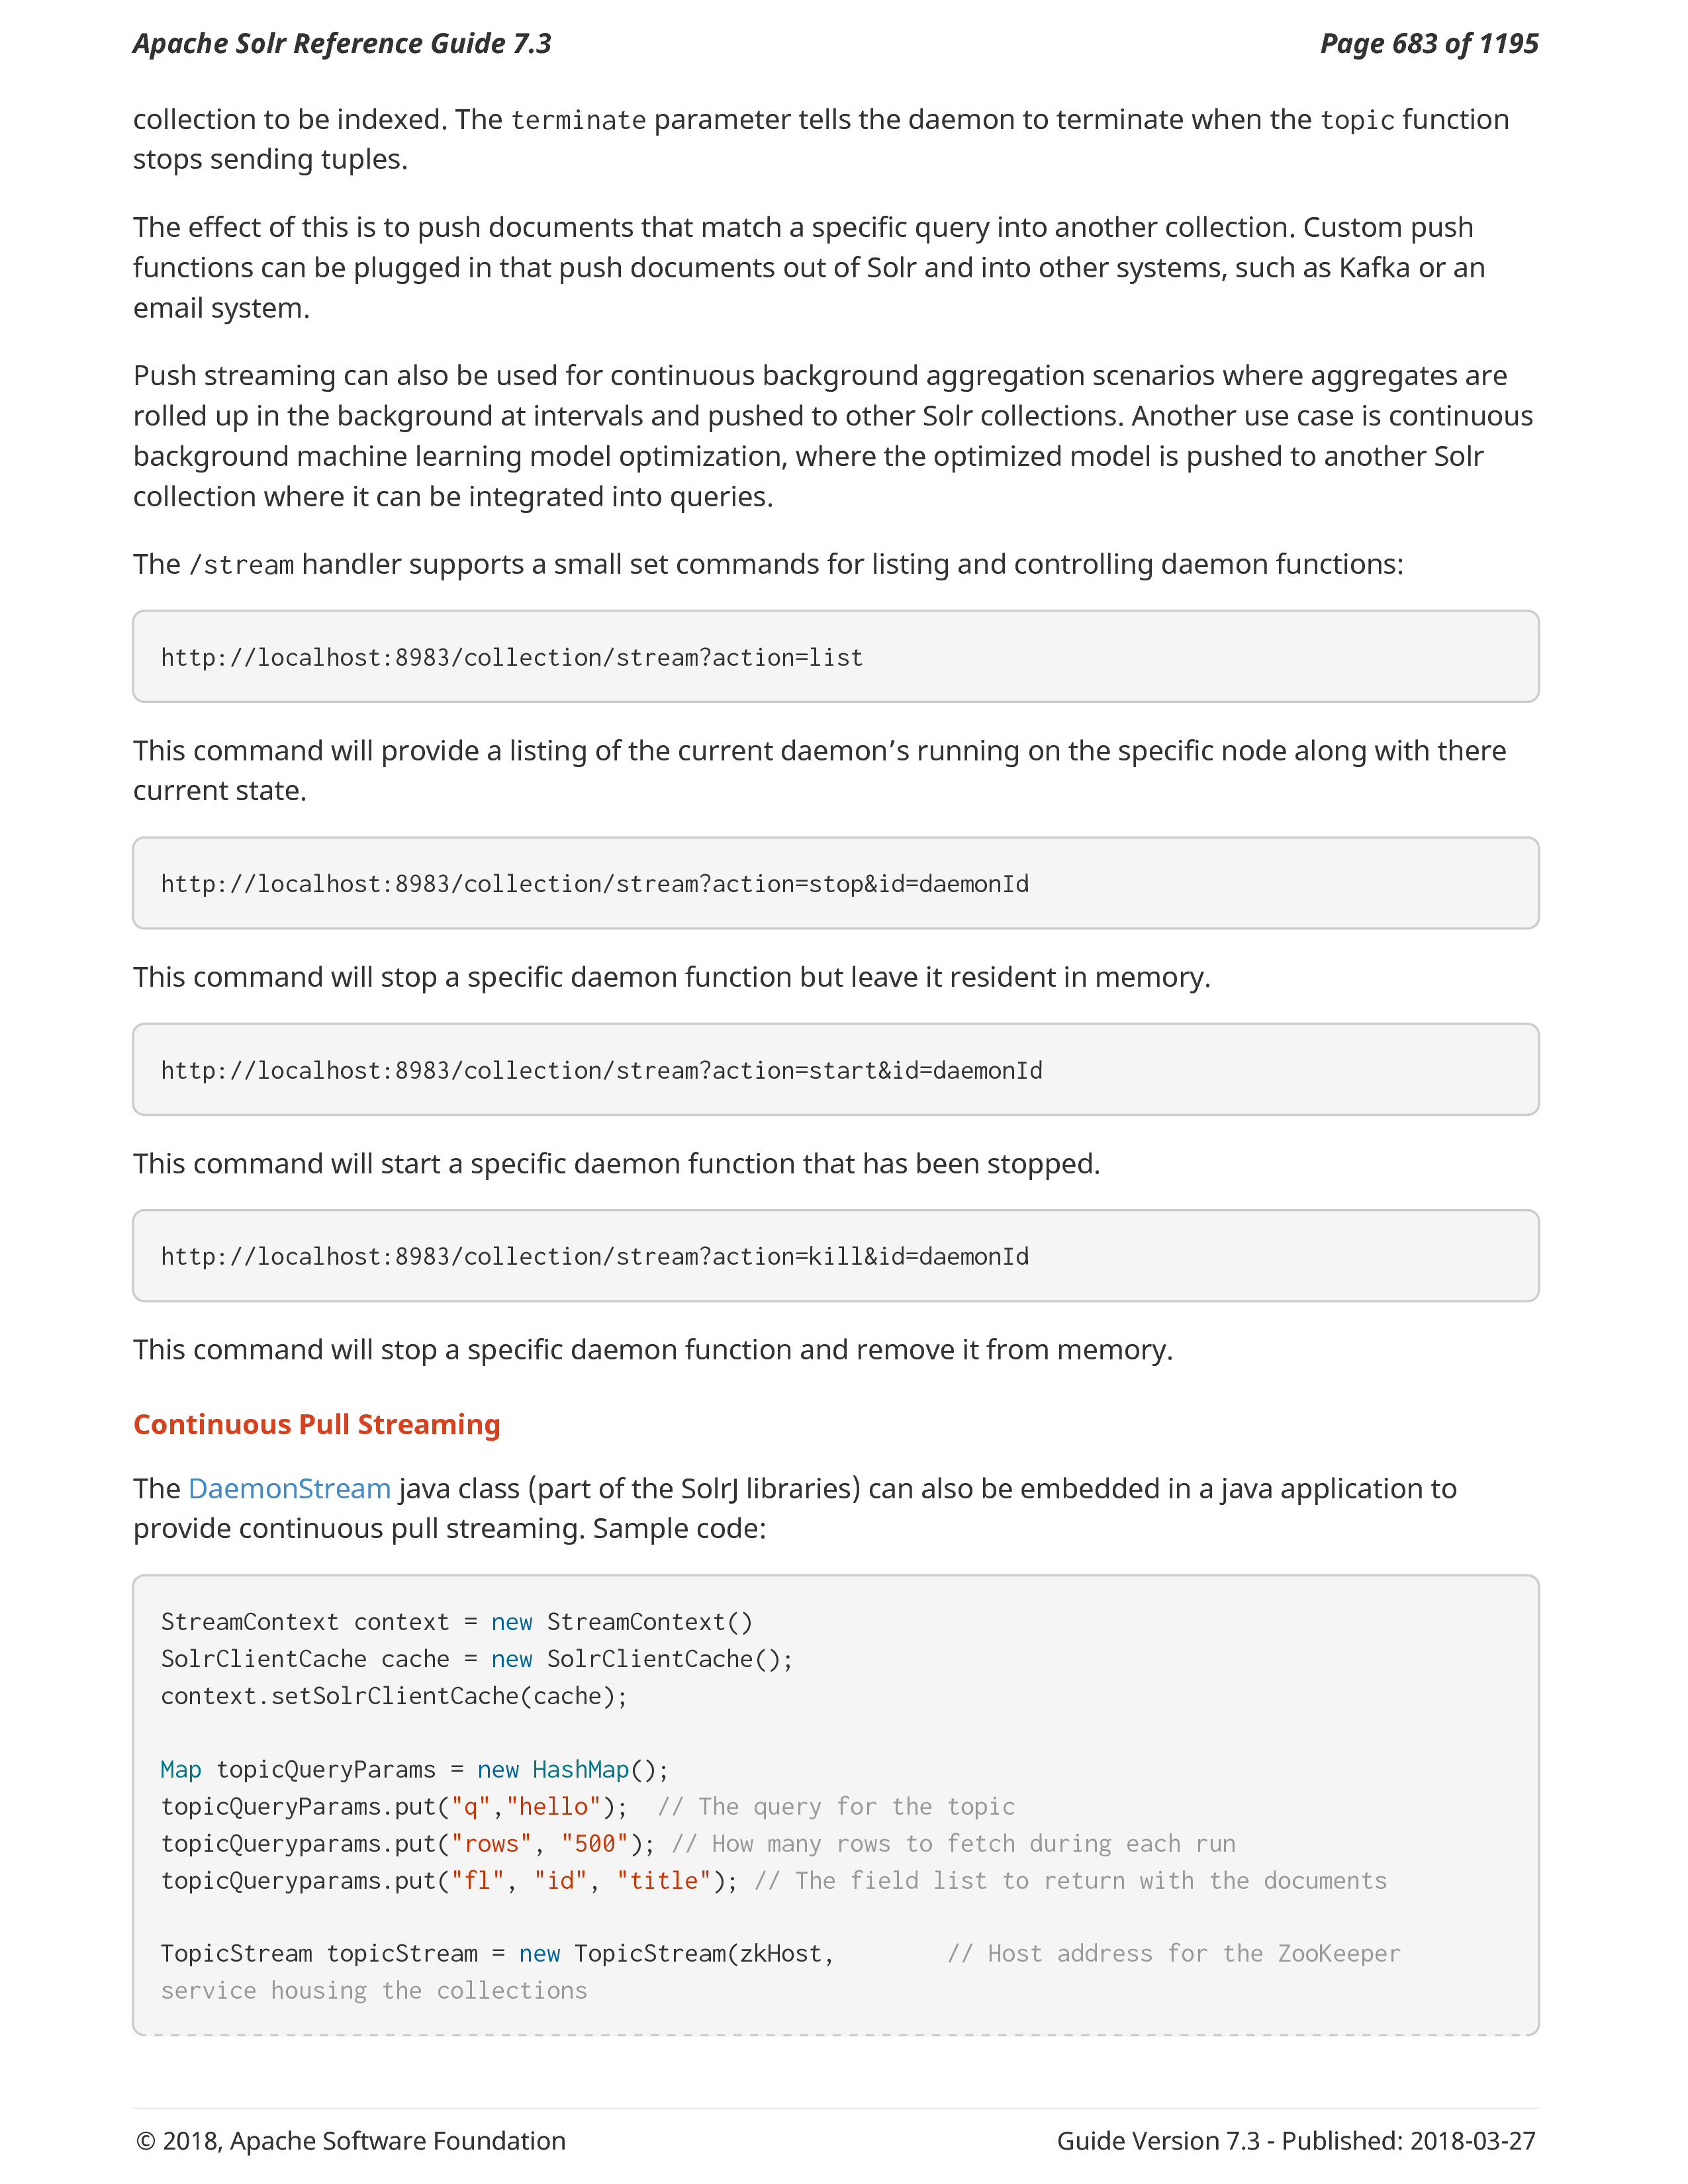 Apache Solr Reference Guide 7.3
Page 683 of 1195
collection to be indexed. The terminate parameter tells the daemon to terminate when the topic function
stops sending tuples.
The effect of this is to push documents that match a specific query into another collection. Custom push
functions can be plugged in that push documents out of Solr and into other systems, such as Kafka or an
email system.
Push streaming can also be used for continuous background aggregation scenarios where aggregates are
rolled up in the background at intervals and pushed to other Solr collections. Another use case is continuous
background machine learning model optimization, where the optimized model is pushed to another Solr
collection where it can be integrated into queries.
The /stream handler supports a small set commands for listing and controlling daemon functions:
http://localhost:8983/collection/stream?action=list
This command will provide a listing of the current daemon’s running on the specific node along with there
current state.
http://localhost:8983/collection/stream?action=stop&id=daemonId
This command will stop a specific daemon function but leave it resident in memory.
http://localhost:8983/collection/stream?action=start&id=daemonId
This command will start a specific daemon function that has been stopped.
http://localhost:8983/collection/stream?action=kill&id=daemonId
This command will stop a specific daemon function and remove it from memory.
Continuous Pull Streaming
The DaemonStream java class (part of the SolrJ libraries) can also be embedded in a java application to
provide continuous pull streaming. Sample code:
StreamContext context = new StreamContext()
SolrClientCache cache = new SolrClientCache();
context.setSolrClientCache(cache);
Map topicQueryParams = new HashMap();
topicQueryParams.put("q","hello");  // The query for the topic
topicQueryparams.put("rows", "500"); // How many rows to fetch during each run
topicQueryparams.put("fl", "id", "title"); // The field list to return with the documents
TopicStream topicStream = new TopicStream(zkHost,        // Host address for the ZooKeeper
service housing the collections
© 2018, Apache Software Foundation
Guide Version 7.3 - Published: 2018-03-27